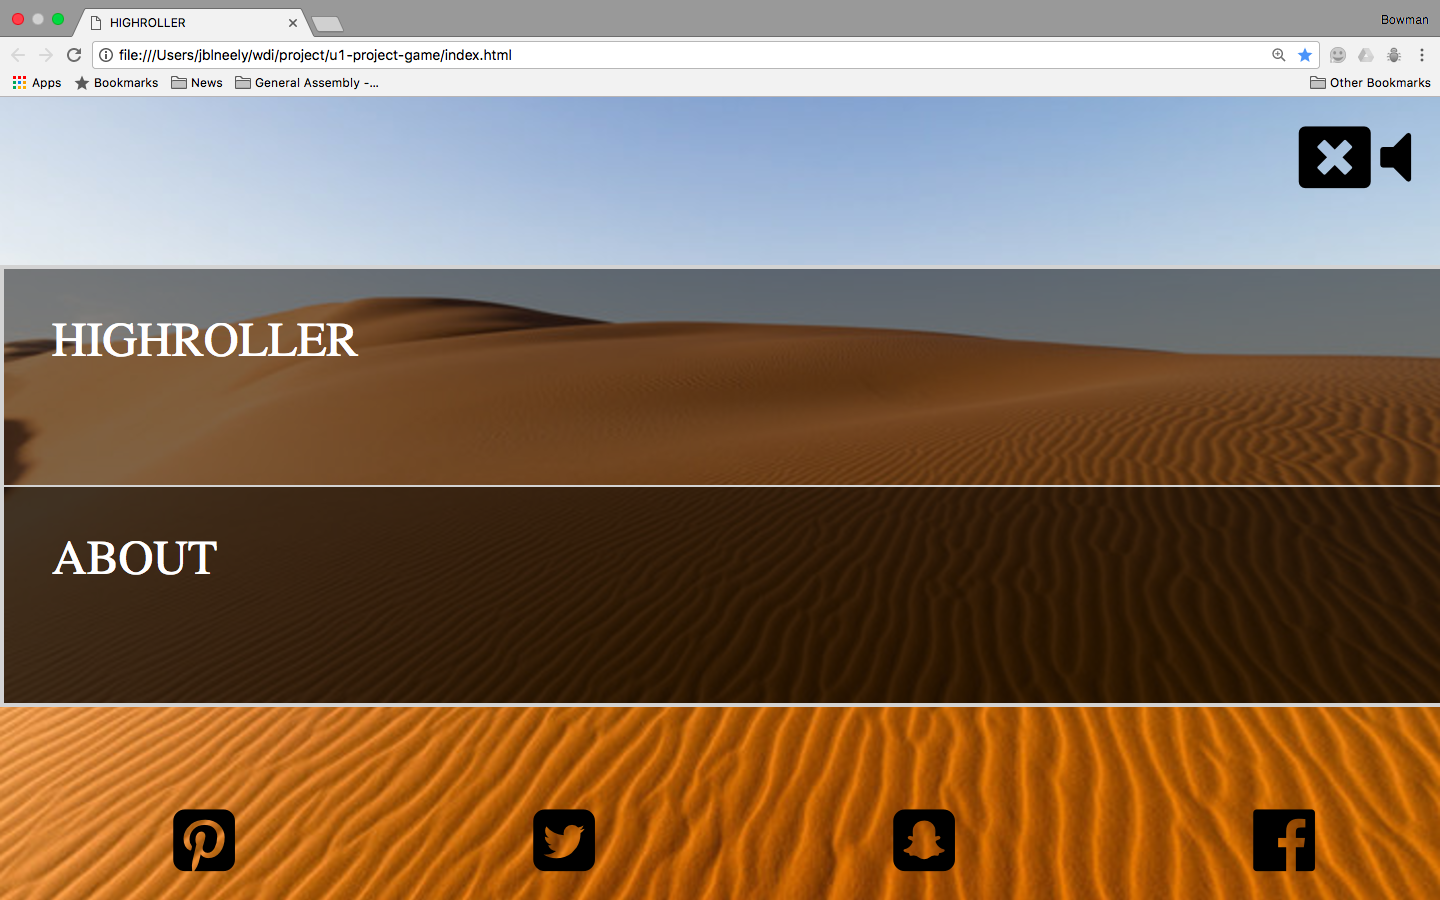 HIGHROLLER
Bowman
file:///Users/jblneely/wdi/project/u1-project-game/index.html
Apps Bookmarks News General Assembly -... Other Bookmarks
HIGHROLLER
ABOUT